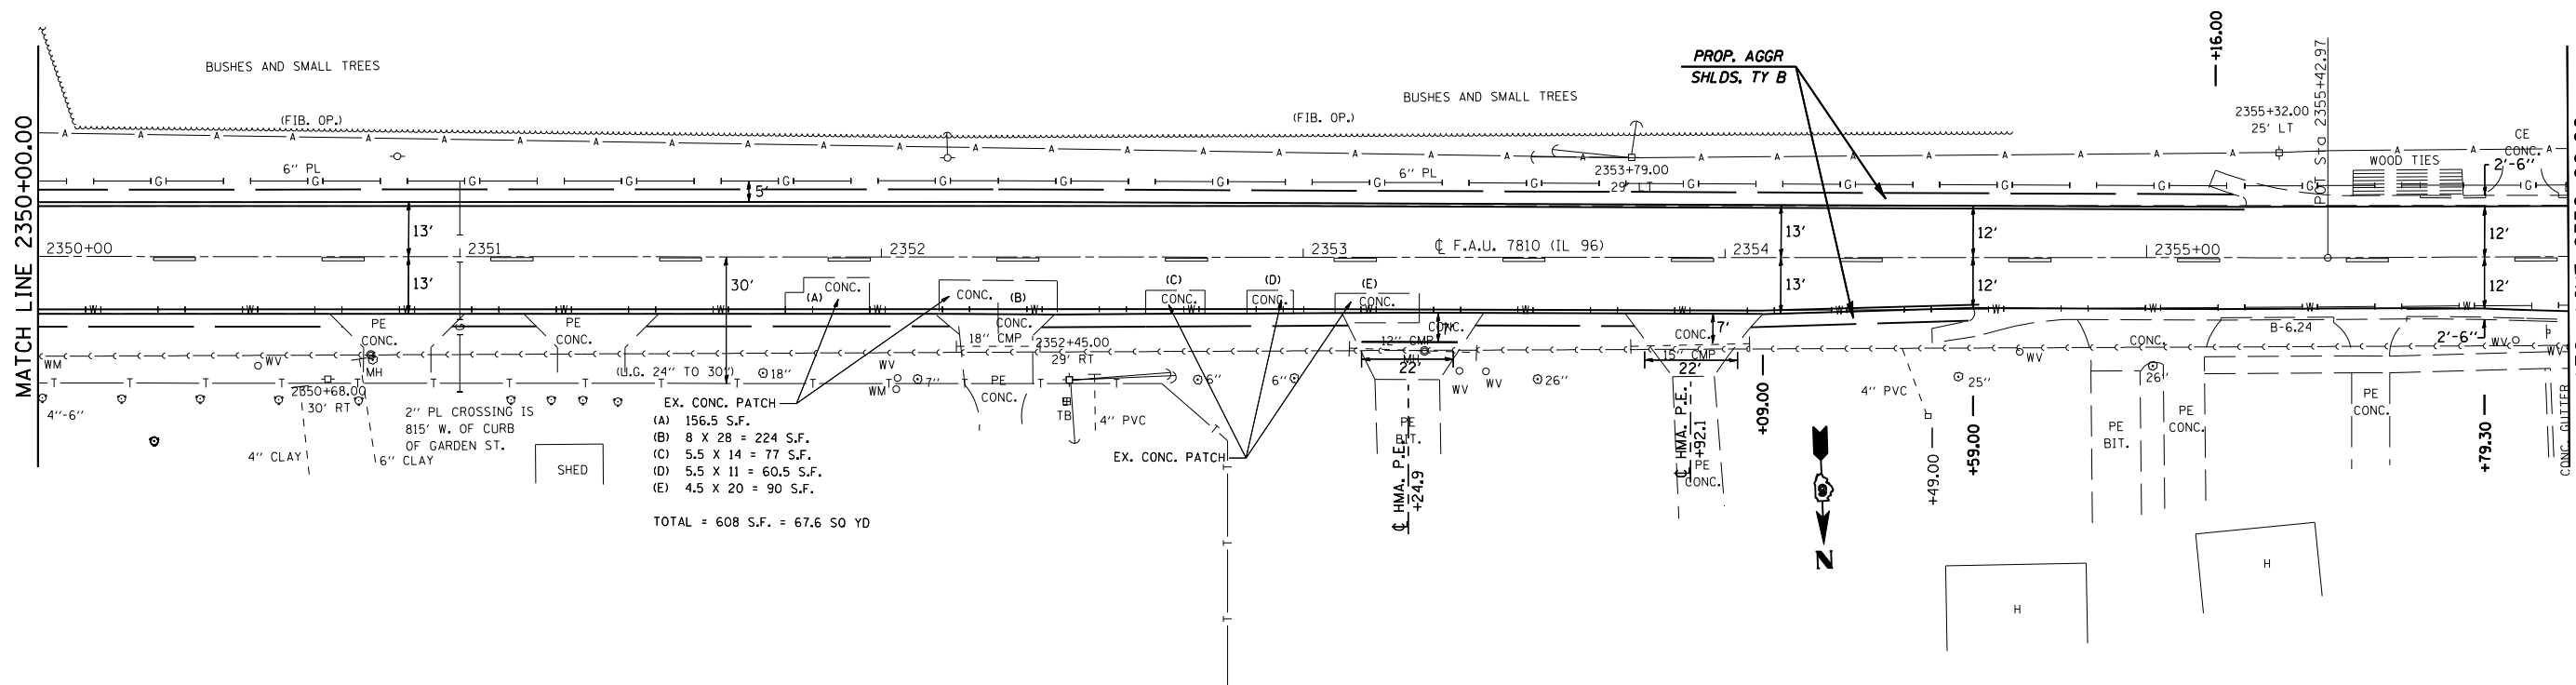 MATCH LINE 2350+00.00
BUSHES AND SMALL TREES
(FIB. OP.)
6" PL
5'
2350+00
2351
2352
2353
2354
2355+00
13'
13'
30'
℄ F.A.U. 7810 (IL 96)
(FIB. OP.)
BUSHES AND SMALL TREES
6" PL
2353+79.00
29' LT
PROP. AGGR
SHLDS. TY B
+16.00
2355+32.00
25' LT
POT Sta 2355+42.97
WOOD TIES
CE
CONC.
2'-6"
13'
13'
12'
12'
12'
12'
(A)
CONC.
CONC.
(B)
(C)
CONC.
(D)
CONC.
(E)
CONC.
PE
CONC.
PE
CONC.
CONC.
18" CMP
2352+45.00
29' RT
CONC.
7'
12" CMP
MH
22'
CONC.
7'
15" CMP
22'
CONC.
B-6.24
2'-6"
WV
WV
WM
WV
MH
2350+68.00
30' RT
(U.G. 24" TO 30")
18"
WV
WM
7"
PE
CONC.
TB
4" PVC
6"
6"
WV
WV
26"
4" PVC
25"
WV
26"
4"-6"
4" CLAY
6" CLAY
2" PL CROSSING IS
815' W. OF CURB
OF GARDEN ST.
SHED
EX. CONC. PATCH
(A) 156.5 S.F.
(B) 8 X 28 = 224 S.F.
(C) 5.5 X 14 = 77 S.F.
(D) 5.5 X 11 = 60.5 S.F.
(E) 4.5 X 20 = 90 S.F.
TOTAL = 608 S.F. = 67.6 SQ YD
EX. CONC. PATCH
PE
BIT.
℄ HMA. P.E.
+24.9
℄ HMA. P.E.
+92.1
PE
CONC.
+09.00
N
+49.00
+59.00
PE
BIT.
PE
CONC.
PE
CONC.
+79.30
CONC. GUTTER
H
H